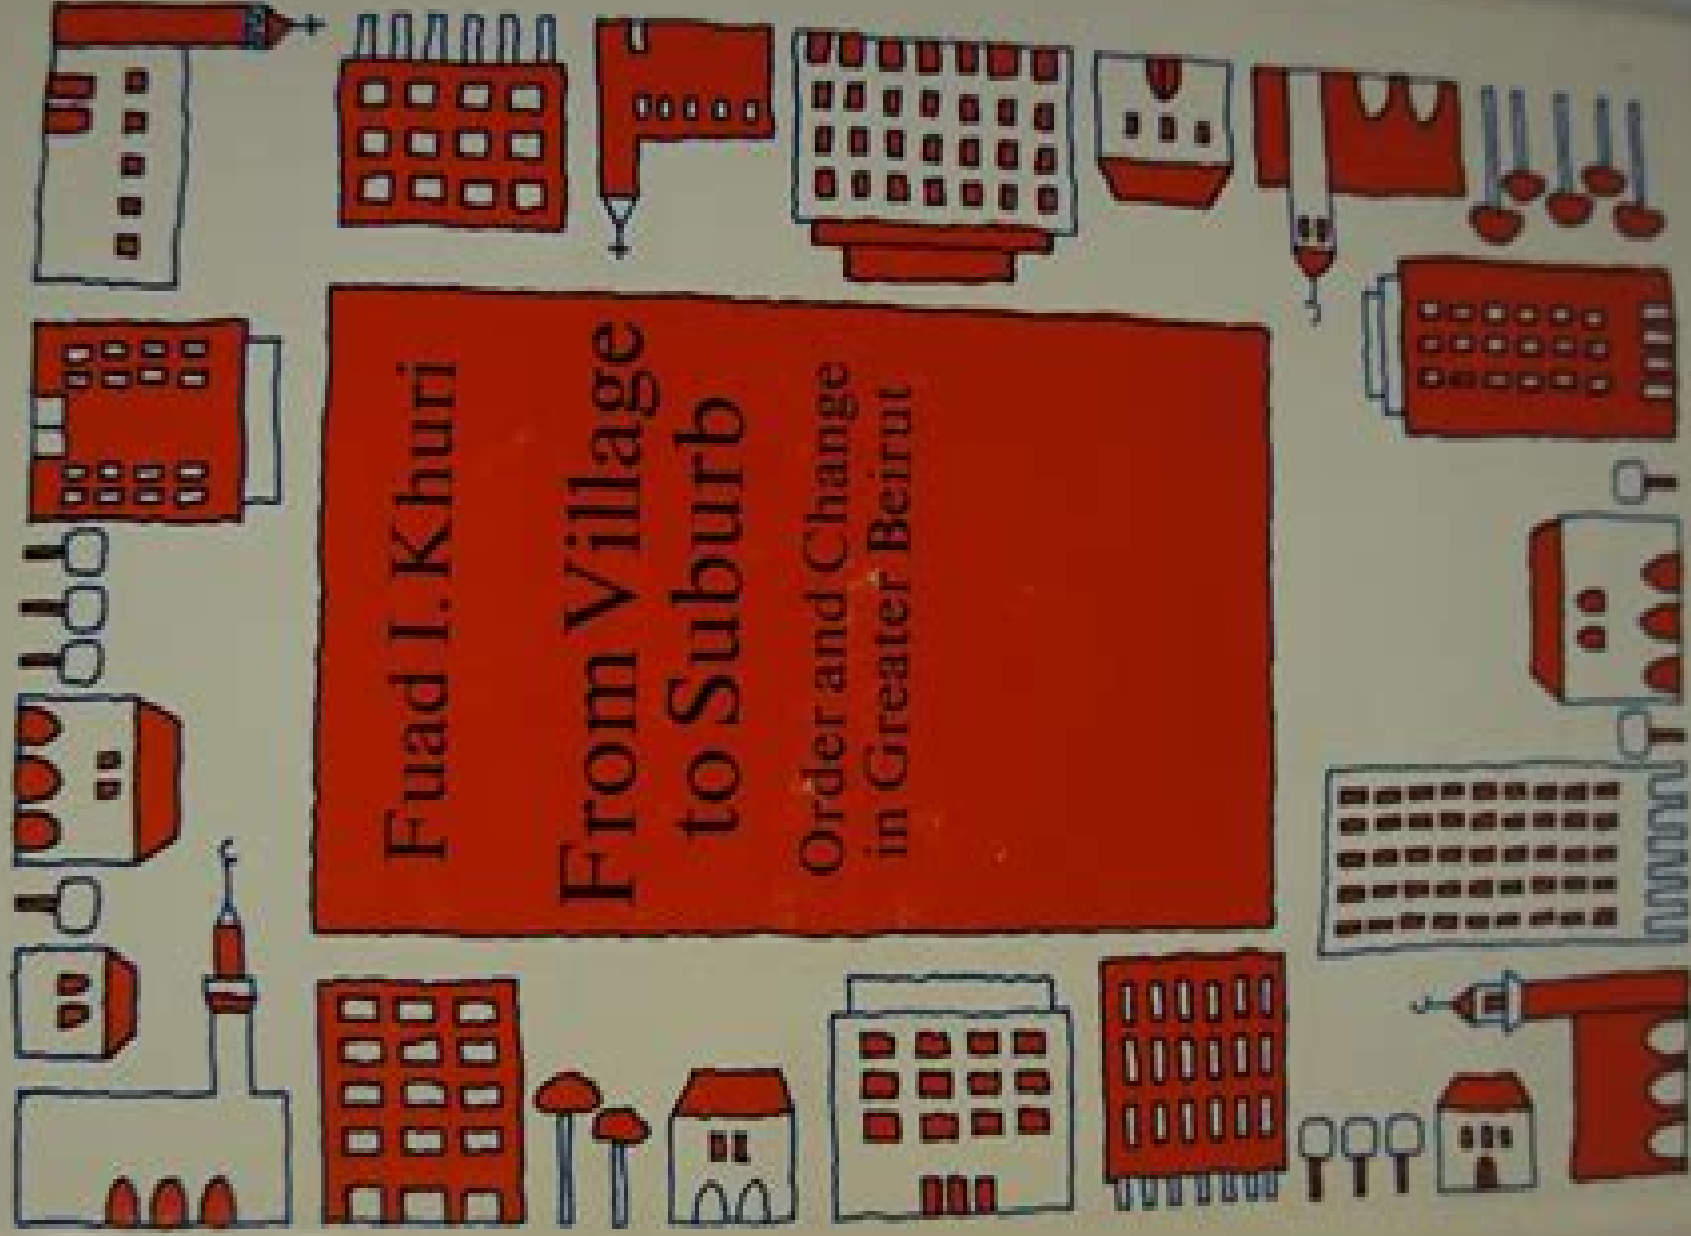 Fuad I. Khuri
From Village
to Suburb
Order and Change
in Greater Beirut